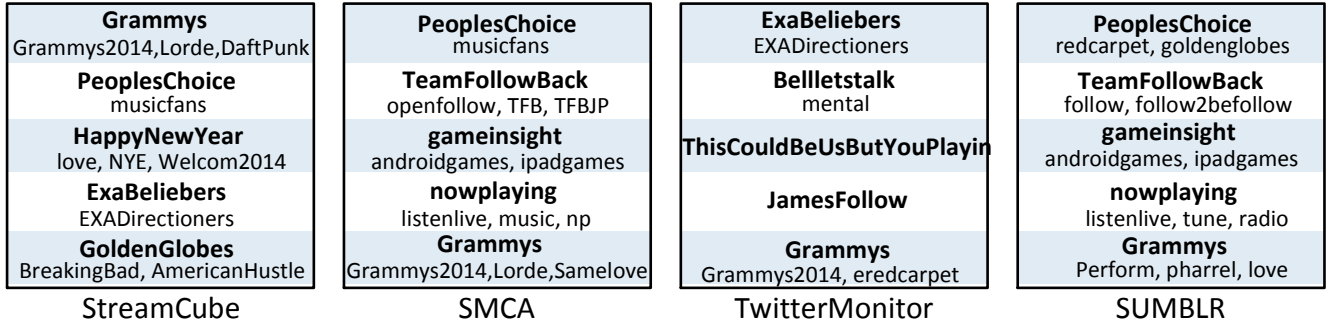 Grammys
Grammys2014,Lorde,DaftPunk
PeoplesChoice
musicfans
HappyNewYear
love, NYE, Welcom2014
ExaBeliebers
EXADirectioners
GoldenGlobes
BreakingBad, AmericanHustle
StreamCube
PeoplesChoice
musicfans
TeamFollowBack
openfollow, TFB, TFBJP
gameinsight
androidgames, ipadgames
nowplaying
listenlive, music, np
Grammys
Grammys2014,Lorde,Samelove
SMCA
ExaBeliebers
EXADirectioners
Bellletstalk
mental
ThisCouldBeUsButYouPlayin
JamesFollow
Grammys
Grammys2014, eredcarpet
TwitterMonitor
PeoplesChoice
redcarpet, goldenglobes
TeamFollowBack
follow, follow2befollow
gameinsight
androidgames, ipadgames
nowplaying
listenlive, tune, radio
Grammys
Perform, pharrel, love
SUMBLR